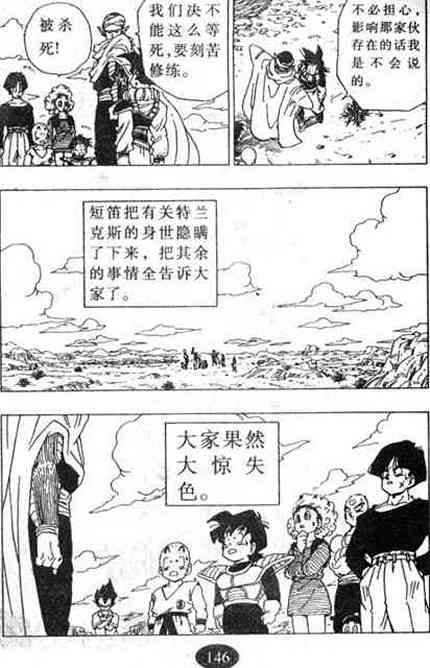 不必担心，
影响那家伙
存在的话我
是不会说
的。
我们决不
能这么等
死，要刻苦
修练。
被杀
死！
短笛把有关特兰
克斯的身世隐瞒
了下来，把其余
的事情全告诉大
家了。
大家果然
大惊失
色。
146